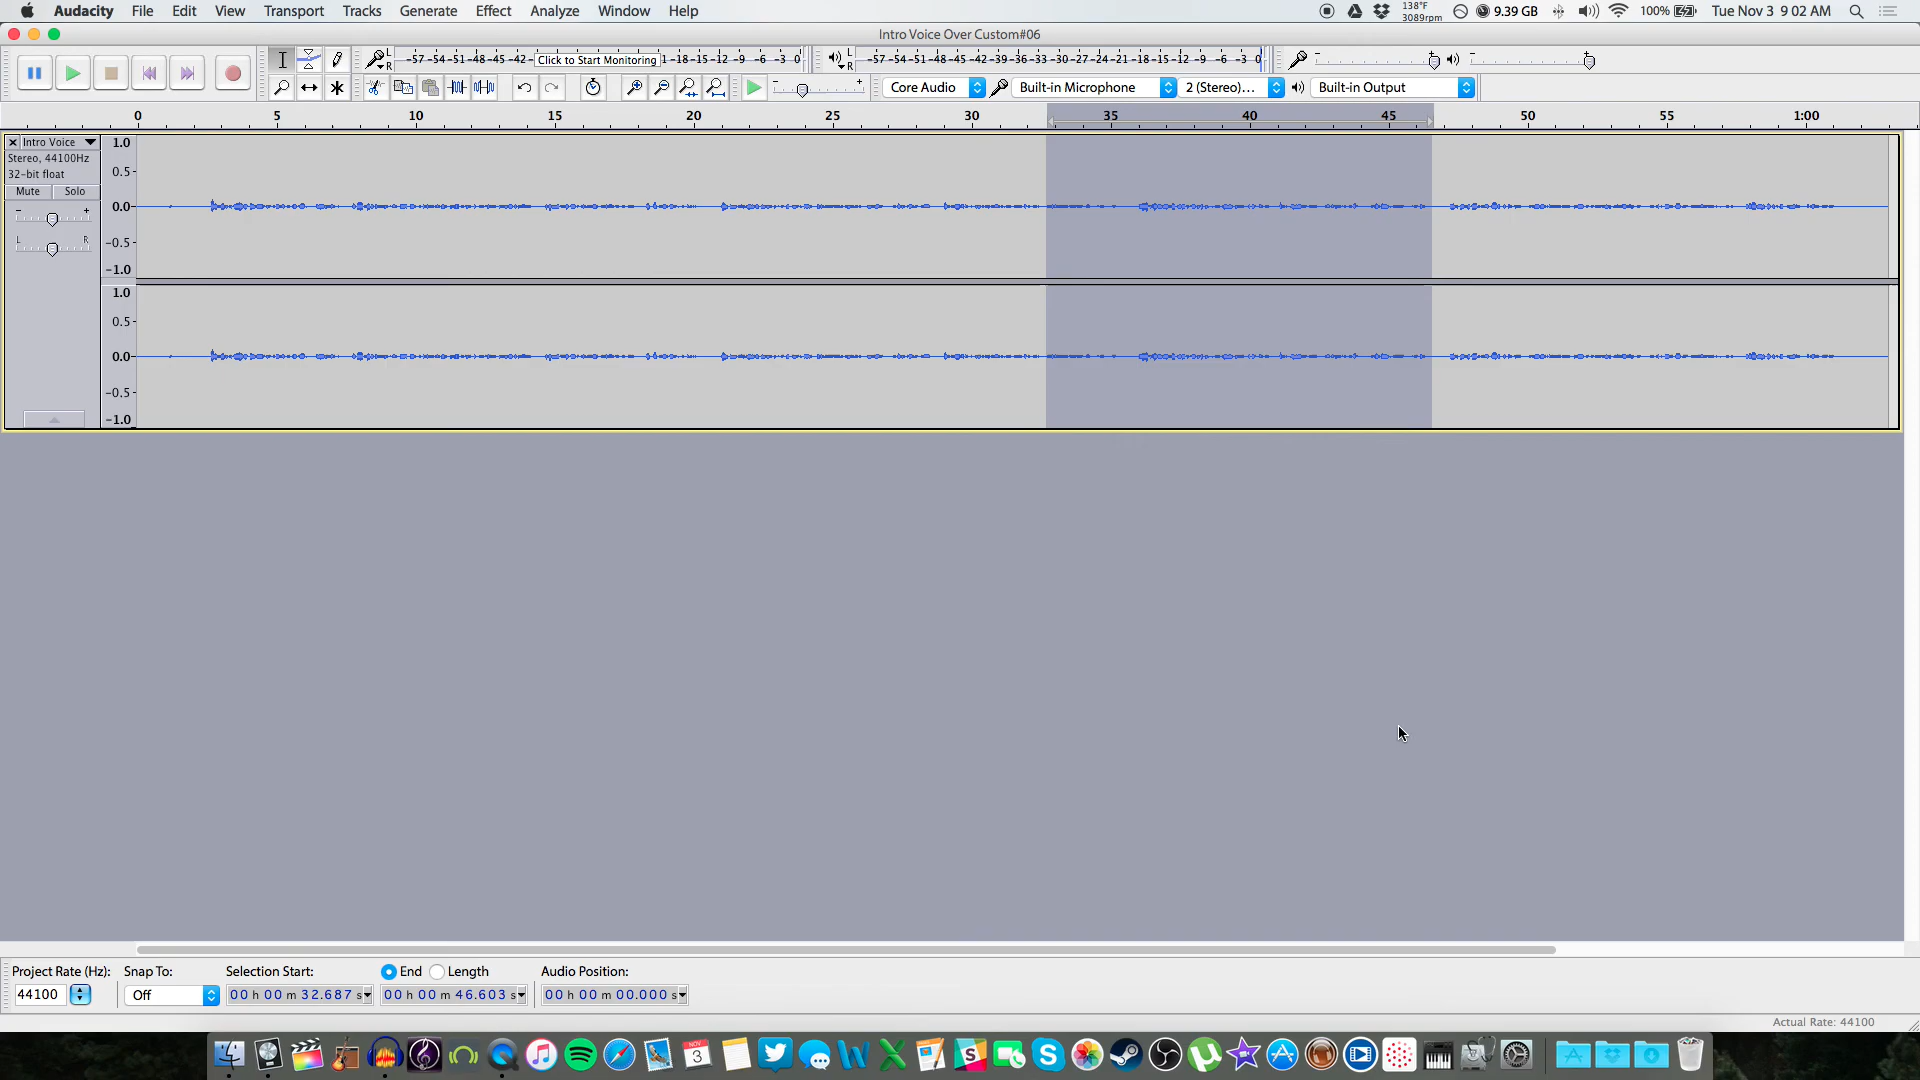 Audacity File Edit View Transport Tracks Generate Effect Analyze Window Help 138°F 3089rpm 9.39 GB 100% Tue Nov 3 9:02 AM
Intro Voice Over Custom#06
L R -57 -54 -51 -48 -45 -42 - Click to Start Monitoring 1 -18 -15 -12 -9 -6 -3 0 L R -57 -54 -51 -48 -45 -42 -39 -36 -33 -30 -27 -24 -21 -18 -15 -12 -9 -6 -3 0 - + - +
- + Core Audio Built-in Microphone 2 (Stereo)... Built-in Output
0 5 10 15 20 25 30 35 40 45 50 55 1:00
Intro Voice 1.0
Stereo, 44100Hz
32-bit float 0.5-
Mute Solo
- + 0.0-
L R -0.5-
-1.0
1.0
0.5-
0.0-
-0.5-
-1.0
Project Rate (Hz): Snap To: Selection Start: End Length Audio Position:
44100 Off 00 h 00 m 32.687 s 00 h 00 m 46.603 s 00 h 00 m 00.000 s
Actual Rate: 44100
NOV
3